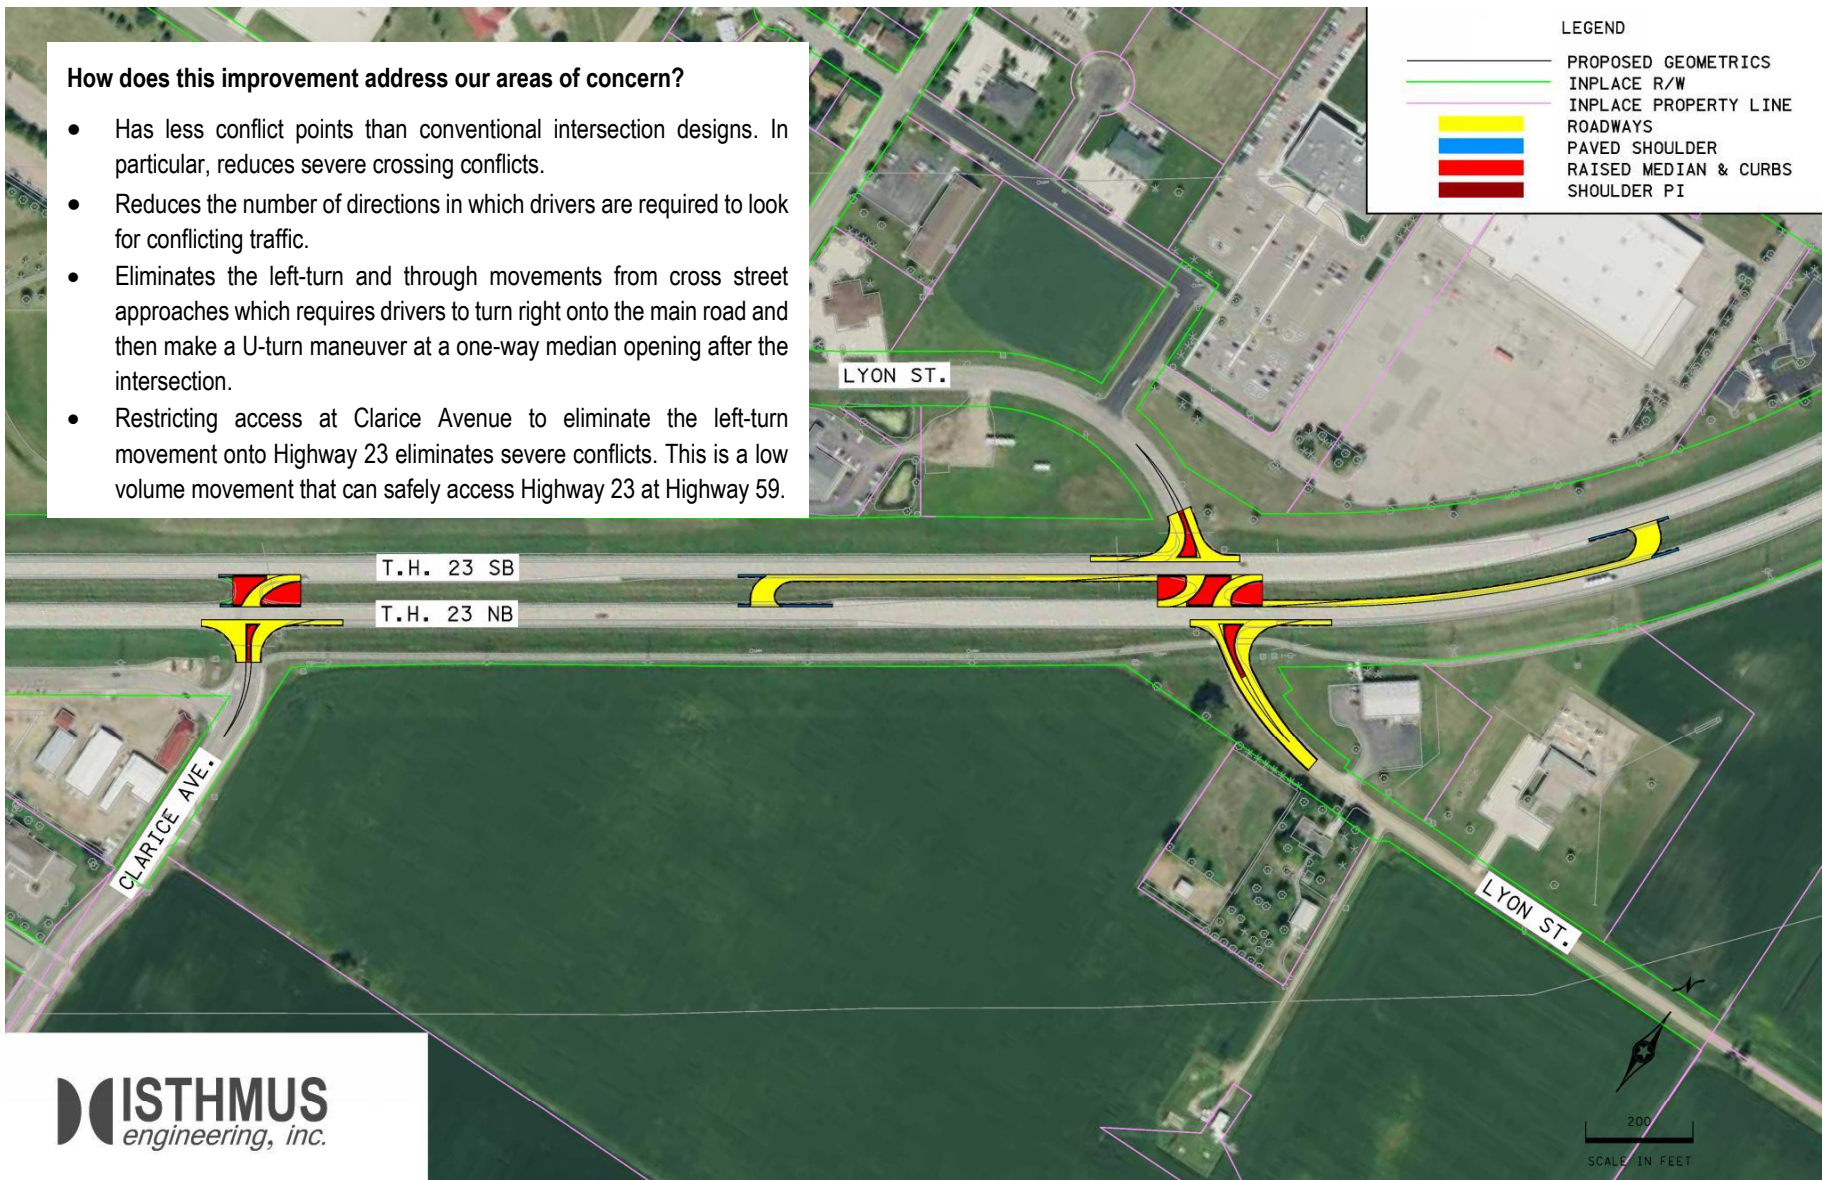 How does this improvement address our areas of concern?
• Has less conflict points than conventional intersection designs. In
particular, reduces severe crossing conflicts.
• Reduces the number of directions in which drivers are required to look
for conflicting traffic.
• Eliminates the left-turn and through movements from cross street
approaches which requires drivers to turn right onto the main road and
then make a U-turn maneuver at a one-way median opening after the
intersection.
• Restricting access at Clarice Avenue to eliminate the left-turn
movement onto Highway 23 eliminates severe conflicts. This is a low
volume movement that can safely access Highway 23 at Highway 59.
LEGEND
PROPOSED GEOMETRICS
INPLACE R/W
INPLACE PROPERTY LINE
ROADWAYS
PAVED SHOULDER
RAISED MEDIAN & CURBS
SHOULDER PI
LYON ST.
T.H. 23 SB
T.H. 23 NB
CLARICE AVE.
LYON ST.
N
200
SCALE IN FEET
ISTHMUS
engineering, inc.